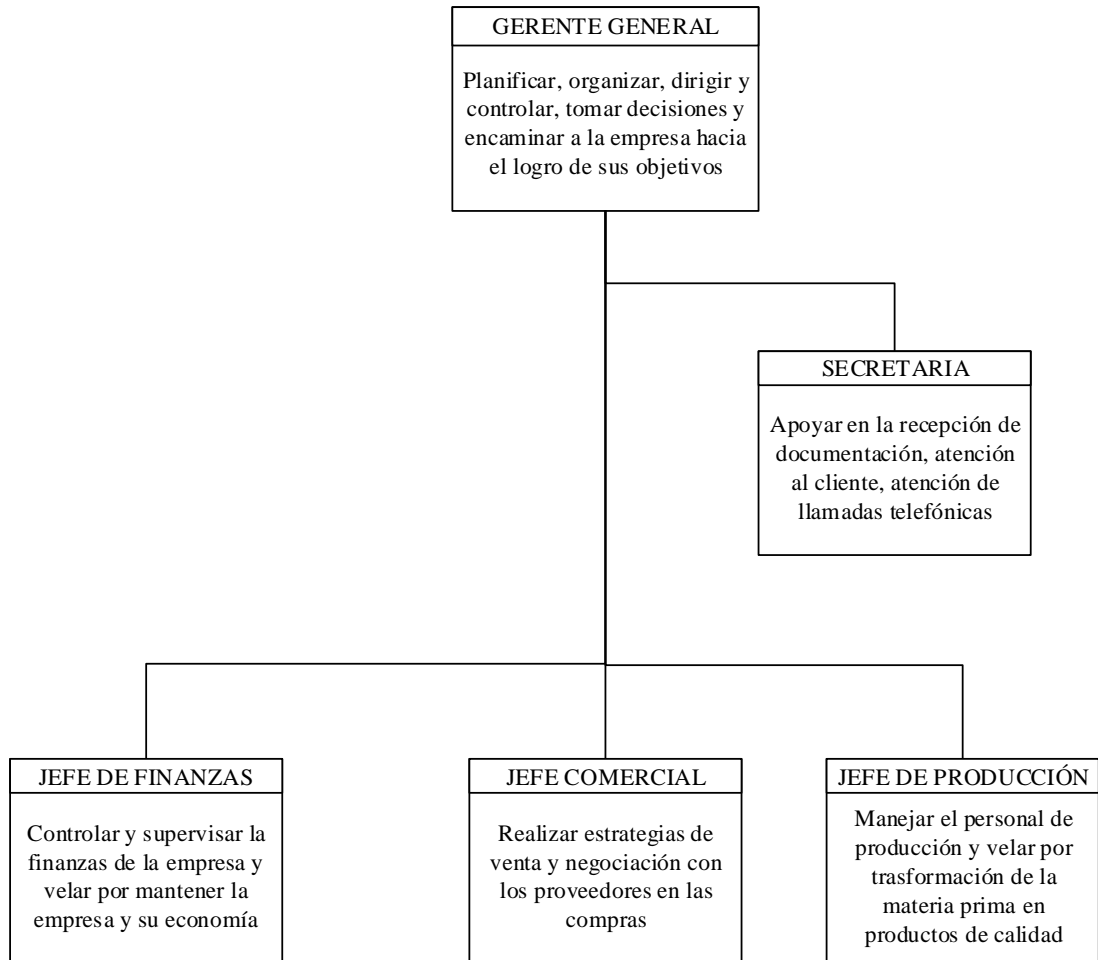 GERENTE GENERAL
Planificar, organizar, dirigir y
controlar, tomar decisiones y
encaminar a la empresa hacia
el logro de sus objetivos
SECRETARIA
Apoyar en la recepción de
documentación, atención
al cliente, atención de
llamadas telefónicas
JEFE DE FINANZAS
Controlar y supervisar la
finanzas de la empresa y
velar por mantener la
empresa y su economía
JEFE COMERCIAL
Realizar estrategias de
venta y negociación con
los proveedores en las
compras
JEFE DE PRODUCCIÓN
Manejar el personal de
producción y velar por
trasformación de la
materia prima en
productos de calidad